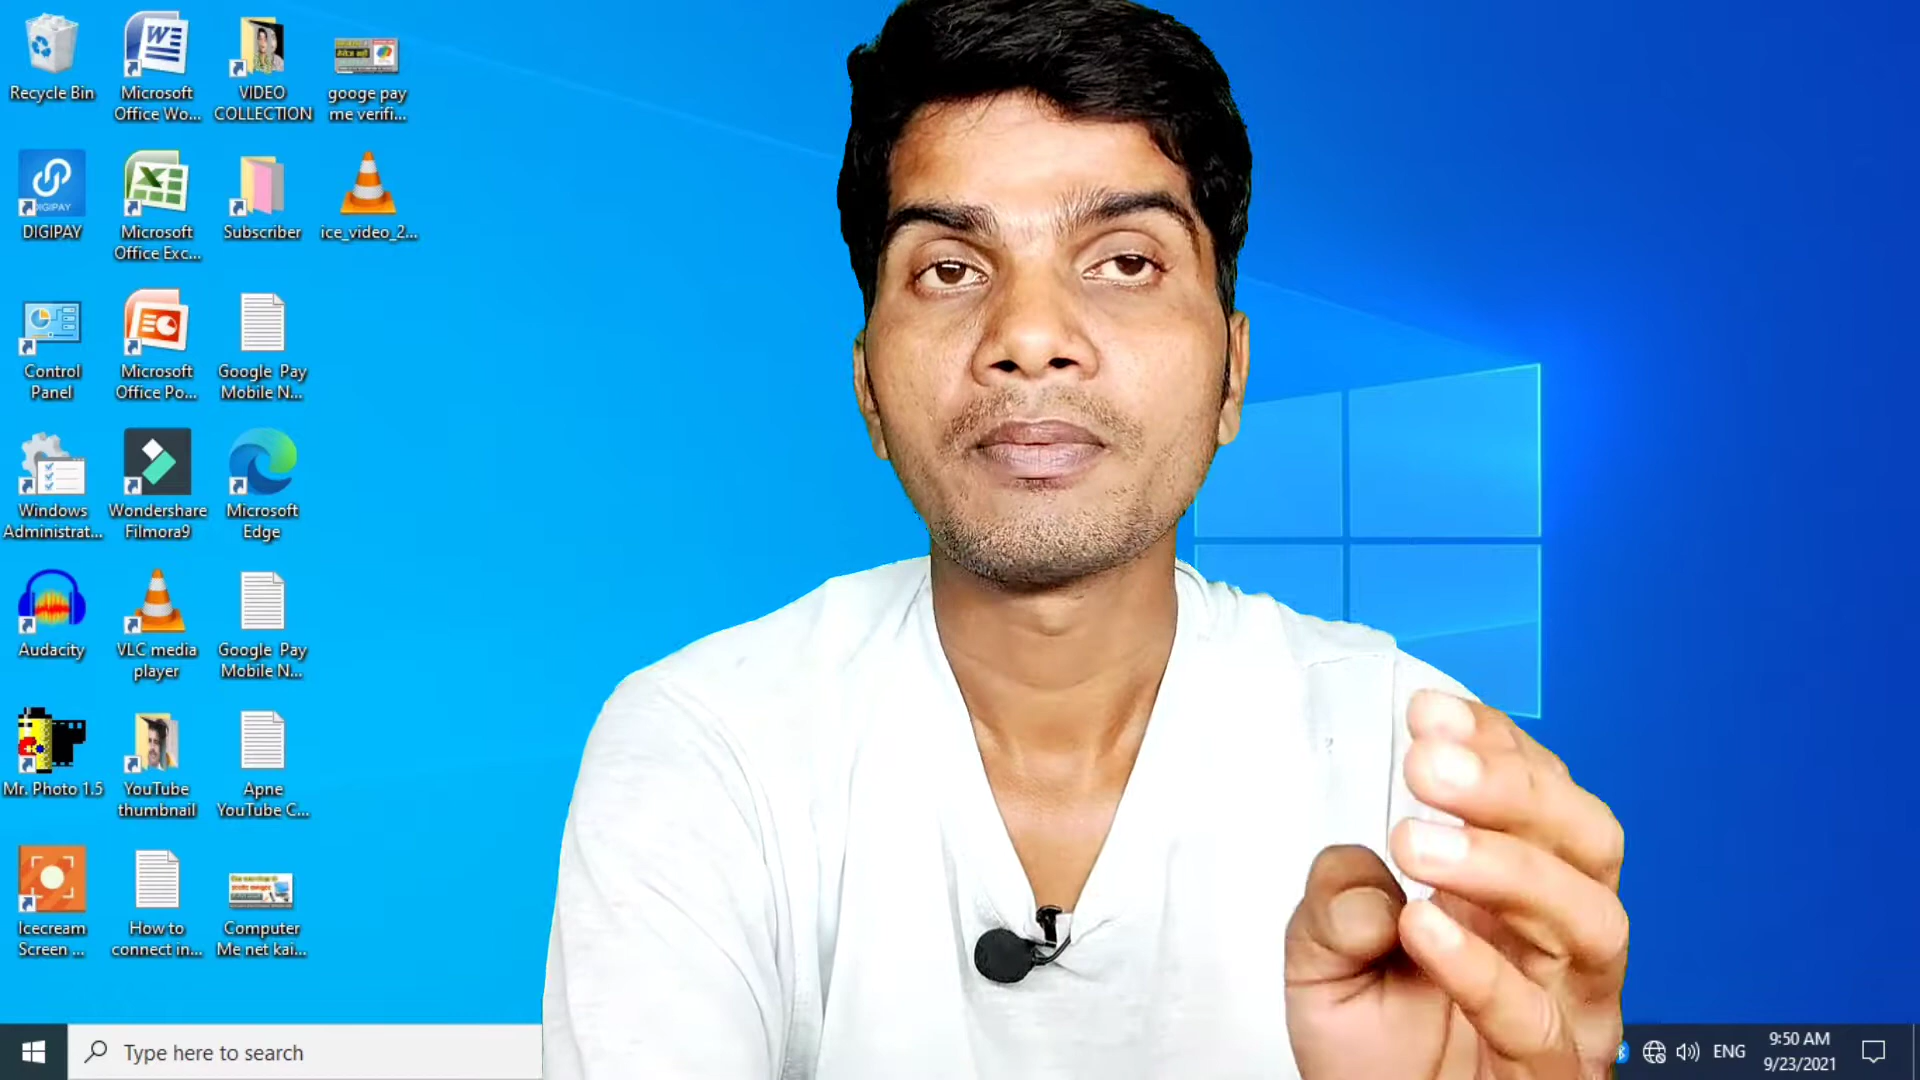 Recycle Bin
Microsoft
Office Wo...
VIDEO
COLLECTION
googe pay
me verifi...
DIGIPAY
DIGIPAY
Microsoft
Office Exc...
Subscriber
ice_video_2...
Control
Panel
Microsoft
Office Po...
Google Pay
Mobile N...
Windows
Administrat...
Wondershare
Filmora9
Microsoft
Edge
Audacity
VLC media
player
Google Pay
Mobile N...
Mr. Photo 1.5
YouTube
thumbnail
Apne
YouTube C...
Icecream
Screen ...
How to
connect in...
Computer
Me net kai...
Type here to search
ENG
9:50 AM
9/23/2021